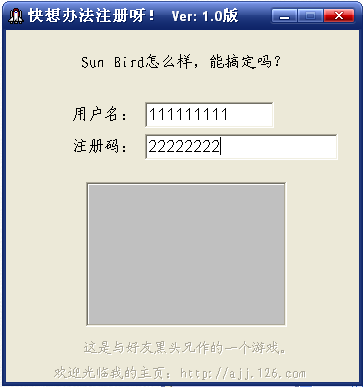 快想办法注册呀! Ver: 1.0版
Sun Bird怎么样，能搞定吗？
用户名： 111111111
注册码： 22222222
这是与好友黑头兄作的一个游戏。
欢迎光临我的主页：http://ajj.126.com